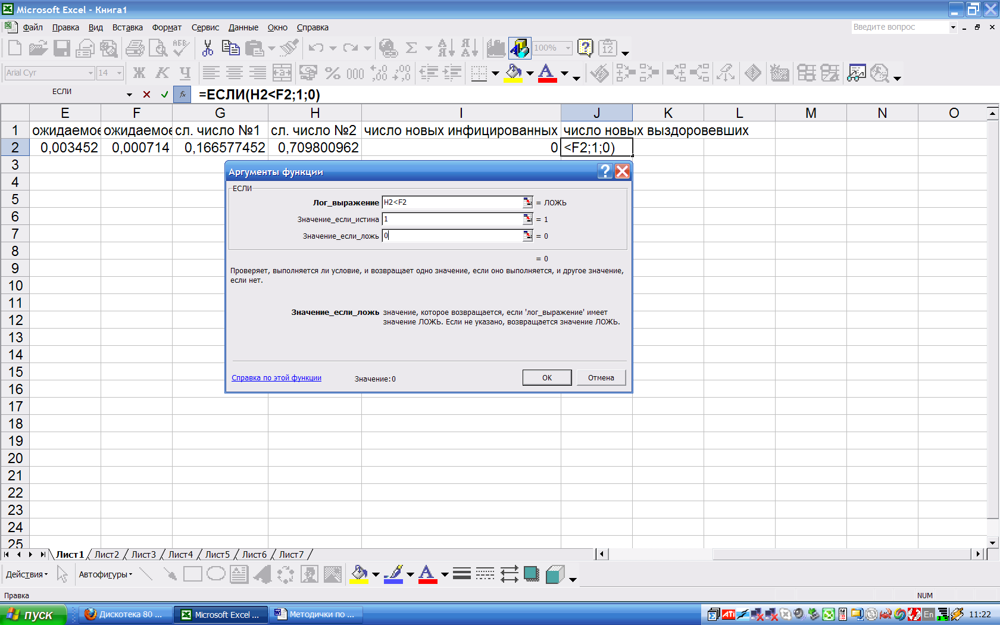 Microsoft Excel - Книга1
Файл Правка Вид Вставка Формат Сервис Данные Окно Справка Введите вопрос
100%
Arial Cyr 14 Ж К Ч % 000
ЕСЛИ =ЕСЛИ(H2<F2;1;0)
E F G H I J K L M N O
1 ожидаемое ожидаемое сл. число №1 сл. число №2 число новых инфицированных число новых выздоровевших
2 0,003452 0,000714 0,166577452 0,709800962 0 <F2;1;0)
3
4
5
6
7
8
9
10
11
12
13
14
15
16
17
18
19
20
21
22
23
24
25
Аргументы функции
ЕСЛИ
Лог_выражение H2<F2 = ЛОЖЬ
Значение_если_истина 1 = 1
Значение_если_ложь 0 = 0
= 0
Проверяет, выполняется ли условие, и возвращает одно значение, если оно выполняется, и другое значение,
если нет.
Значение_если_ложь значение, которое возвращается, если 'лог_выражение' имеет
значение ЛОЖЬ. Если не указано, возвращается значение ЛОЖЬ.
Справка по этой функции Значение:0 ОК Отмена
Лист1 Лист2 Лист3 Лист4 Лист5 Лист6 Лист7
Действия Автофигуры
Правка NUM
пуск Дискотека 80 ... Microsoft Excel ... Методички по ... ATI En 11:22